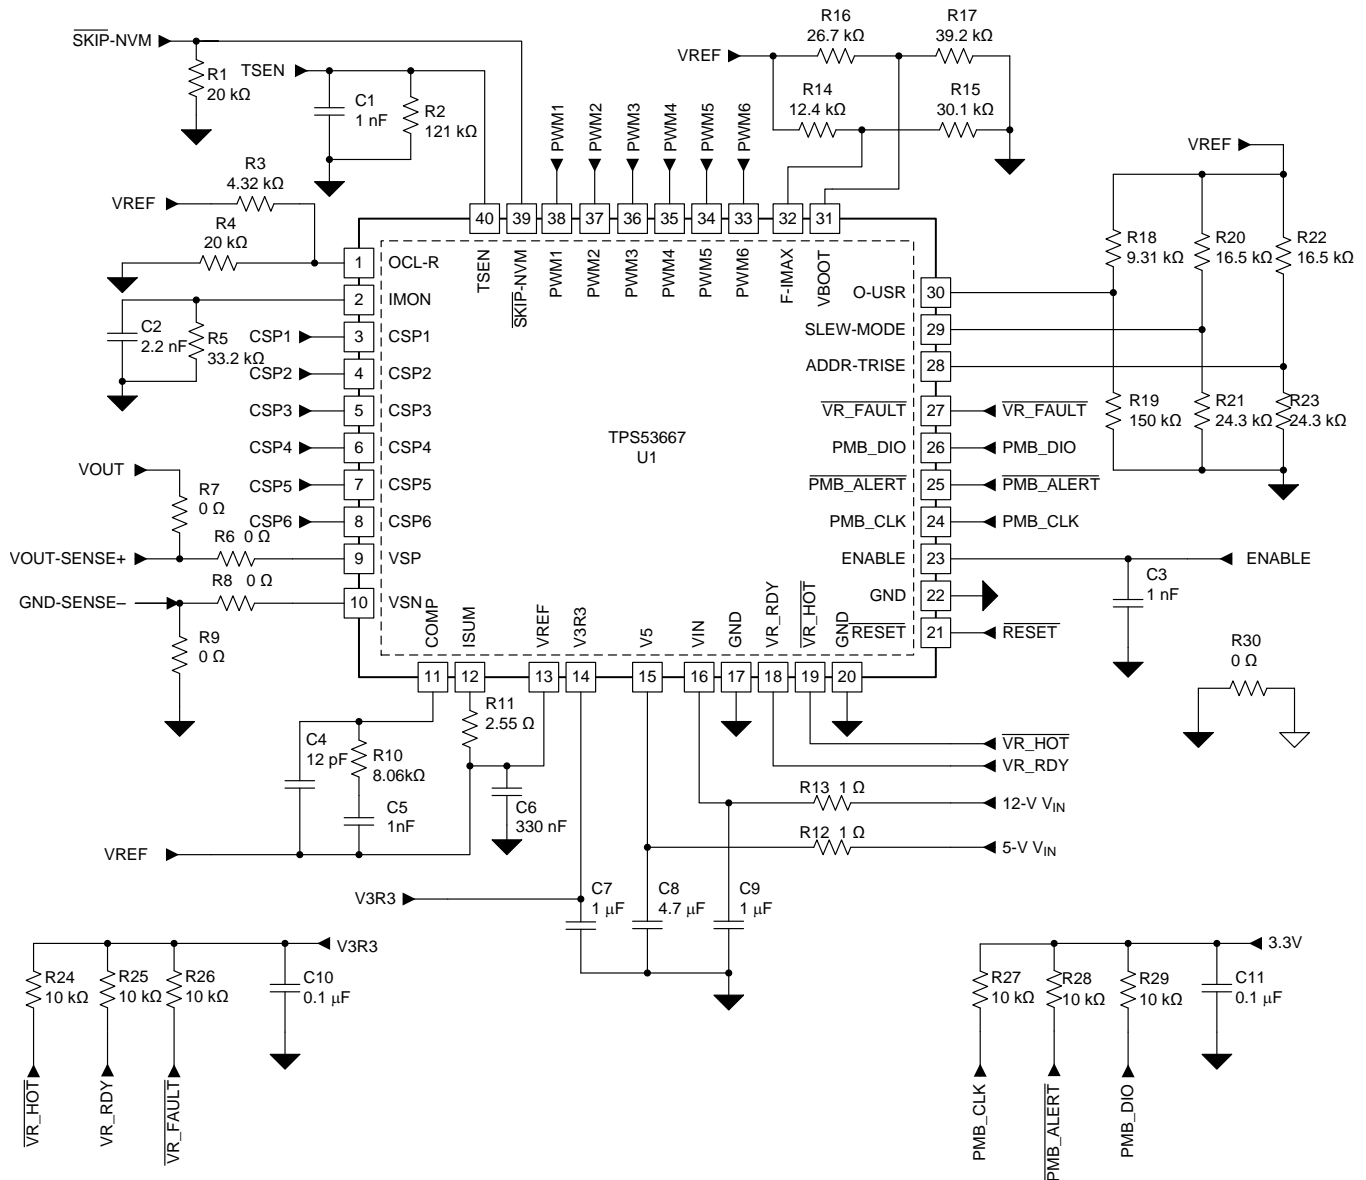 SKIP-NVM
R1
20 kΩ
TSEN
C1
1 nF
R2
121 kΩ
R3
4.32 kΩ
VREF
R4
20 kΩ
C2
2.2 nF
R5
33.2 kΩ
CSP1
CSP2
CSP3
CSP4
CSP5
CSP6
VOUT
R7
0 Ω
R6 0 Ω
VOUT-SENSE+
R8 0 Ω
GND-SENSE–
R9
0 Ω
PWM1
PWM2
PWM3
PWM4
PWM5
PWM6
VREF
R16
26.7 kΩ
R17
39.2 kΩ
R14
12.4 kΩ
R15
30.1 kΩ
40
39
38
37
36
35
34
33
32
31
TSEN
SKIP-NVM
PWM1
PWM2
PWM3
PWM4
PWM5
PWM6
F-IMAX
VBOOT
1 OCL-R
2 IMON
3 CSP1
4 CSP2
5 CSP3
6 CSP4
7 CSP5
8 CSP6
9 VSP
10 VSN
TPS53667
U1
O-USR 30
SLEW-MODE 29
ADDR-TRISE 28
VR_FAULT 27 VR_FAULT
PMB_DIO 26 PMB_DIO
PMB_ALERT 25 PMB_ALERT
PMB_CLK 24 PMB_CLK
ENABLE 23 ENABLE
GND 22
RESET 21 RESET
COMP
ISUM
VREF
V3R3
V5
VIN
GND
VR_RDY
VR_HOT
GND
11
12
13
14
15
16
17
18
19
20
VREF
R18
9.31 kΩ
R20
16.5 kΩ
R22
16.5 kΩ
R19
150 kΩ
R21
24.3 kΩ
R23
24.3 kΩ
C3
1 nF
R30
0 Ω
R11
2.55 Ω
C4
12 pF
R10
8.06kΩ
C5
1nF
C6
330 nF
VREF
VR_HOT
VR_RDY
R13 1 Ω
12-V VIN
R12 1 Ω
5-V VIN
V3R3
C7
1 μF
C8
4.7 μF
C9
1 μF
V3R3
R24
10 kΩ
R25
10 kΩ
R26
10 kΩ
C10
0.1 μF
VR_HOT
VR_RDY
VR_FAULT
3.3V
R27
10 kΩ
R28
10 kΩ
R29
10 kΩ
C11
0.1 μF
PMB_CLK
PMB_ALERT
PMB_DIO